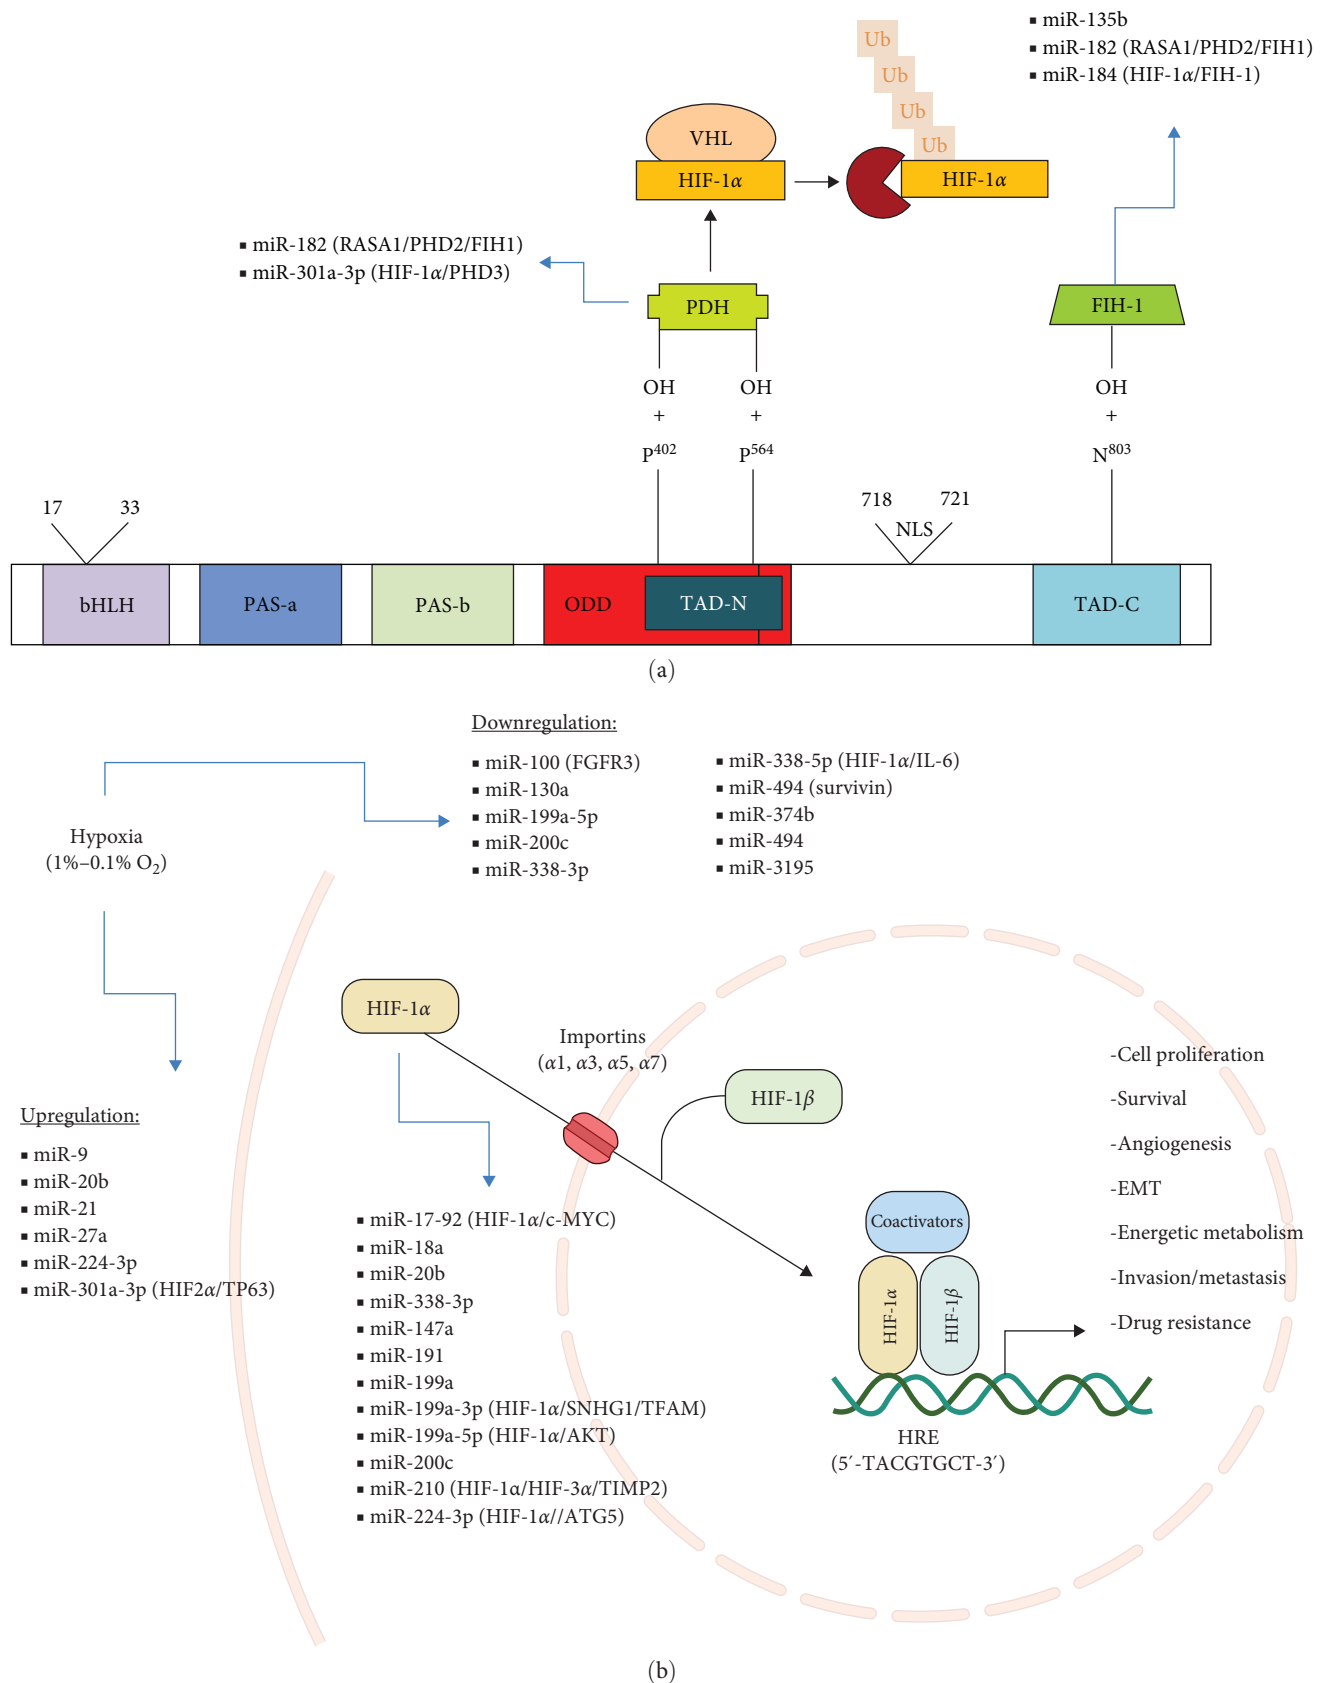 ▪ miR-135b
▪ miR-182 (RASA1/PHD2/FIH1)
▪ miR-184 (HIF-1α/FIH-1)
Ub
Ub
Ub
Ub
VHL
HIF-1α
HIF-1α
▪ miR-182 (RASA1/PHD2/FIH1)
▪ miR-301a-3p (HIF-1α/PHD3)
PDH
FIH-1
OH
OH
OH
+
+
+
P402
P564
N803
17
33
718
721
NLS
bHLH
PAS-a
PAS-b
ODD
TAD-N
TAD-C
(a)
Downregulation:
▪ miR-100 (FGFR3)
▪ miR-130a
▪ miR-199a-5p
▪ miR-200c
▪ miR-338-3p
▪ miR-338-5p (HIF-1α/IL-6)
▪ miR-494 (survivin)
▪ miR-374b
▪ miR-494
▪ miR-3195
Hypoxia
(1%–0.1% O2)
Upregulation:
▪ miR-9
▪ miR-20b
▪ miR-21
▪ miR-27a
▪ miR-224-3p
▪ miR-301a-3p (HIF2α/TP63)
HIF-1α
Importins
(α1, α3, α5, α7)
HIF-1β
▪ miR-17-92 (HIF-1α/c-MYC)
▪ miR-18a
▪ miR-20b
▪ miR-338-3p
▪ miR-147a
▪ miR-191
▪ miR-199a
▪ miR-199a-3p (HIF-1α/SNHG1/TFAM)
▪ miR-199a-5p (HIF-1α/AKT)
▪ miR-200c
▪ miR-210 (HIF-1α/HIF-3α/TIMP2)
▪ miR-224-3p (HIF-1α//ATG5)
Coactivators
HIF-1α
HIF-1β
HRE
(5′-TACGTGCT-3′)
-Cell proliferation
-Survival
-Angiogenesis
-EMT
-Energetic metabolism
-Invasion/metastasis
-Drug resistance
(b)